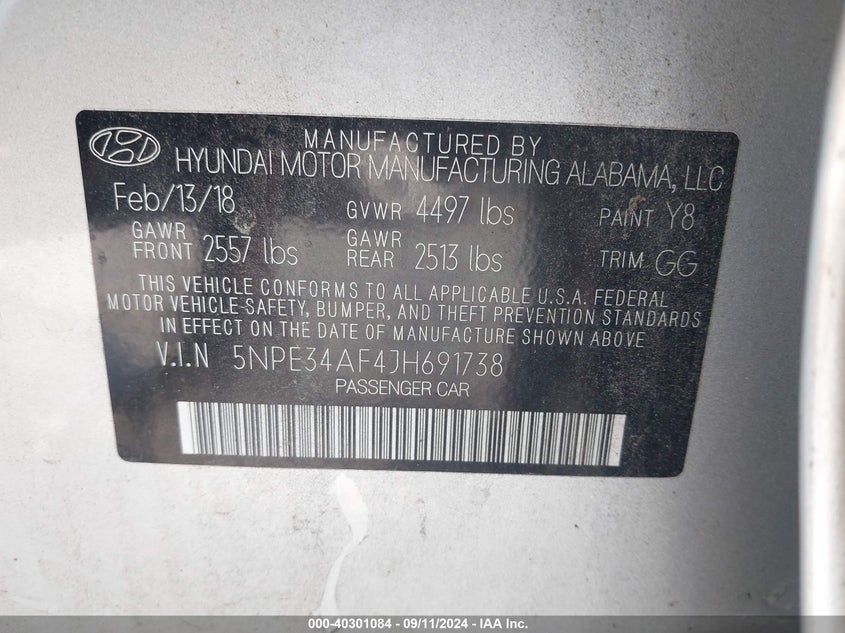 MANUFACTURED BY
HYUNDAI MOTOR MANUFACTURING ALABAMA, LLC
Feb/13/18 GVWR 4497 lbs PAINT Y8
GAWR FRONT 2557 lbs GAWR REAR 2513 lbs TRIM GG
THIS VEHICLE CONFORMS TO ALL APPLICABLE U.S.A. FEDERAL
MOTOR VEHICLE SAFETY, BUMPER, AND THEFT PREVENTION STANDARDS
IN EFFECT ON THE DATE OF MANUFACTURE SHOWN ABOVE
V.I.N 5NPE34AF4JH691738
PASSENGER CAR
000-40301084 - 09/11/2024 - IAA Inc.